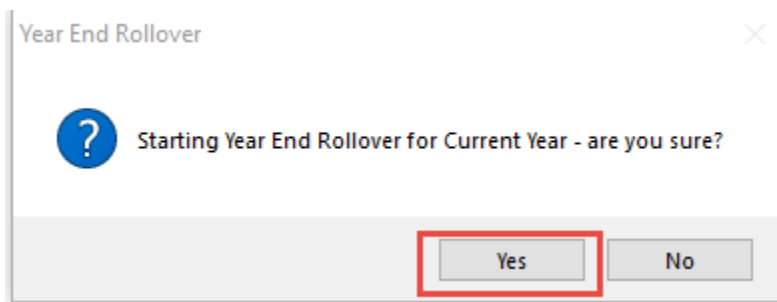 Year End Rollover
Starting Year End Rollover for Current Year - are you sure?
Yes
No